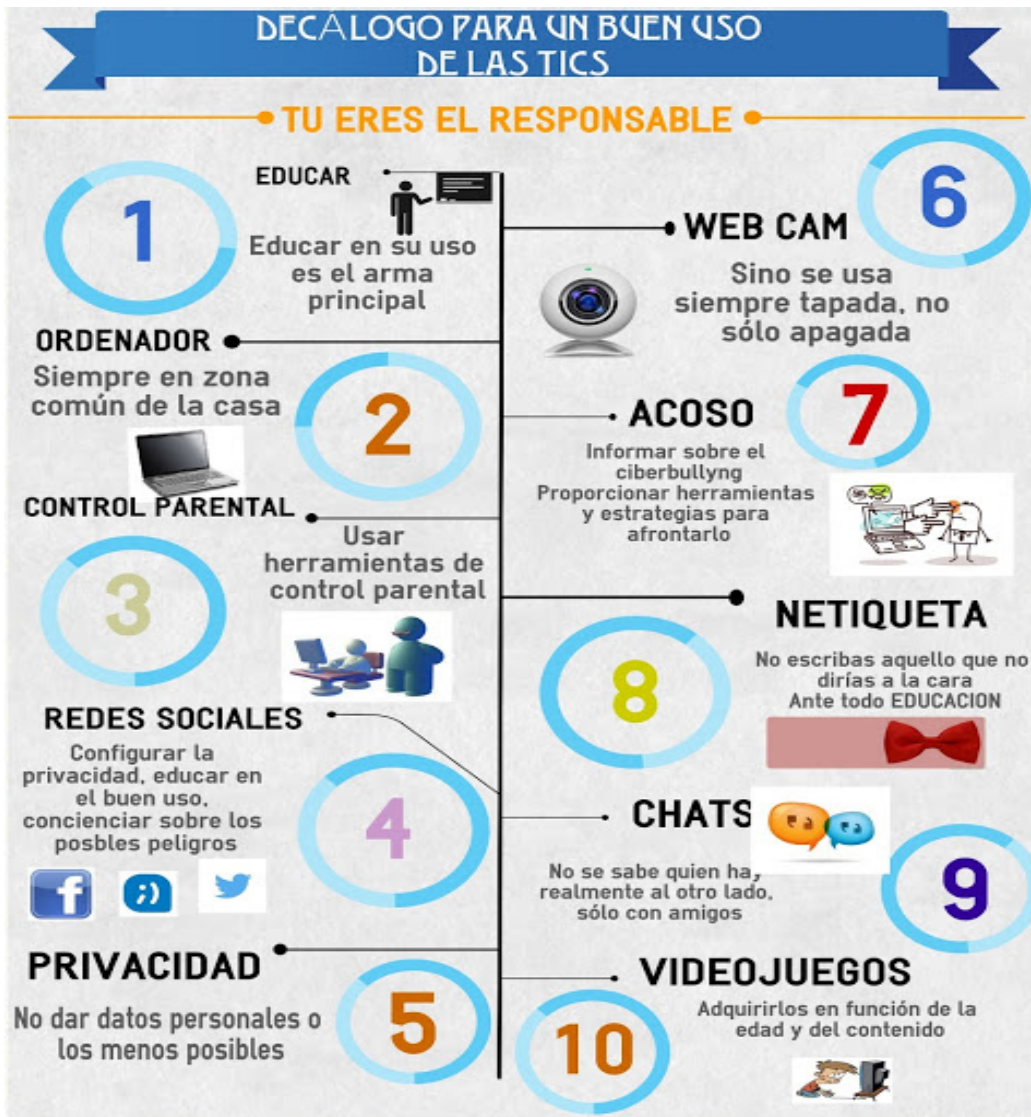 DECÁLOGO PARA UN BUEN USO
DE LAS TICS
TU ERES EL RESPONSABLE
1
EDUCAR
Educar en su uso
es el arma
principal
ORDENADOR
Siempre en zona
común de la casa
2
CONTROL PARENTAL
Usar
herramientas de
control parental
3
REDES SOCIALES
Configurar la
privacidad, educar en
el buen uso,
concienciar sobre los
posbles peligros
4
f
;)
PRIVACIDAD
No dar datos personales o
los menos posibles
5
6
WEB CAM
Sino se usa
siempre tapada, no
sólo apagada
7
ACOSO
Informar sobre el
ciberbullyng
Proporcionar herramientas
y estrategias para
afrontarlo
NETIQUETA
8
No escribas aquello que no
dirías a la cara
Ante todo EDUCACION
CHATS
9
No se sabe quien hay
realmente al otro lado,
sólo con amigos
VIDEOJUEGOS
10
Adquirirlos en función de la
edad y del contenido